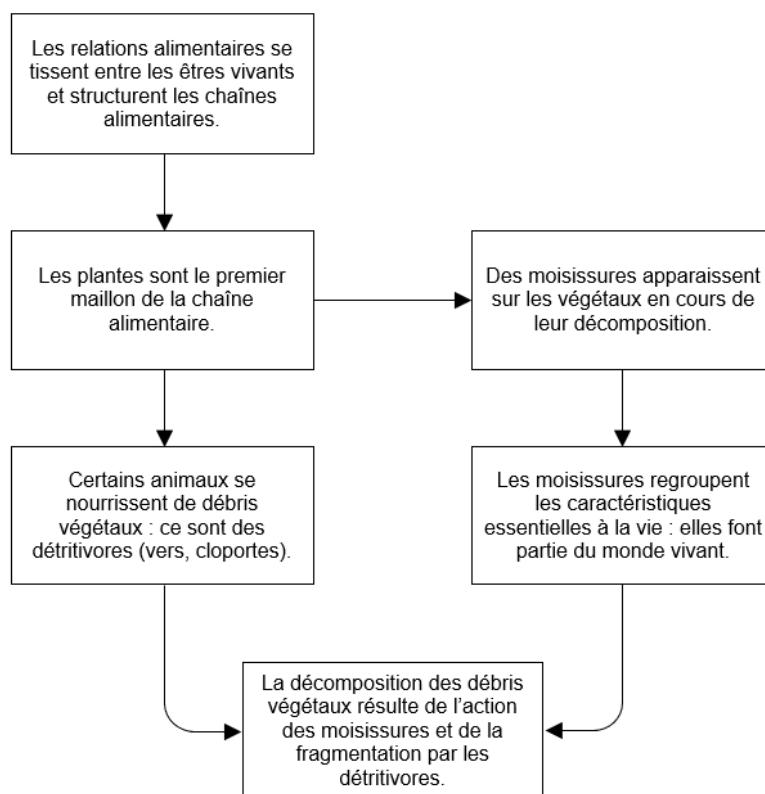 Les relations alimentaires se
tissent entre les êtres vivants
et structurent les chaînes
alimentaires.
Les plantes sont le premier
maillon de la chaîne
alimentaire.
Des moisissures apparaissent
sur les végétaux en cours de
leur décomposition.
Certains animaux se
nourrissent de débris
végétaux : ce sont des
détritivores (vers, cloportes).
Les moisissures regroupent
les caractéristiques
essentielles à la vie : elles font
partie du monde vivant.
La décomposition des débris
végétaux résulte de l’action
des moisissures et de la
fragmentation par les
détritivores.